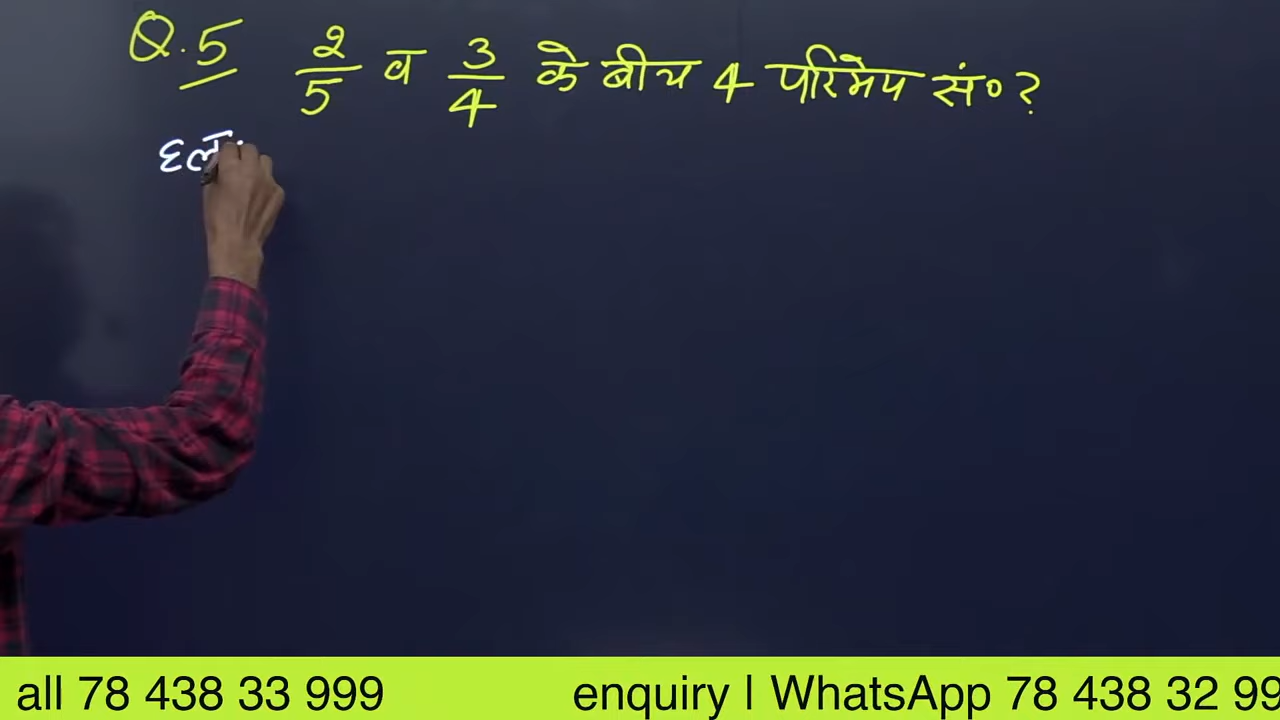 Q.5 2/5 व 3/4 के बीच 4 परिमेय सं० ?
हल:
all 78 438 33 999 enquiry | WhatsApp 78 438 32 99